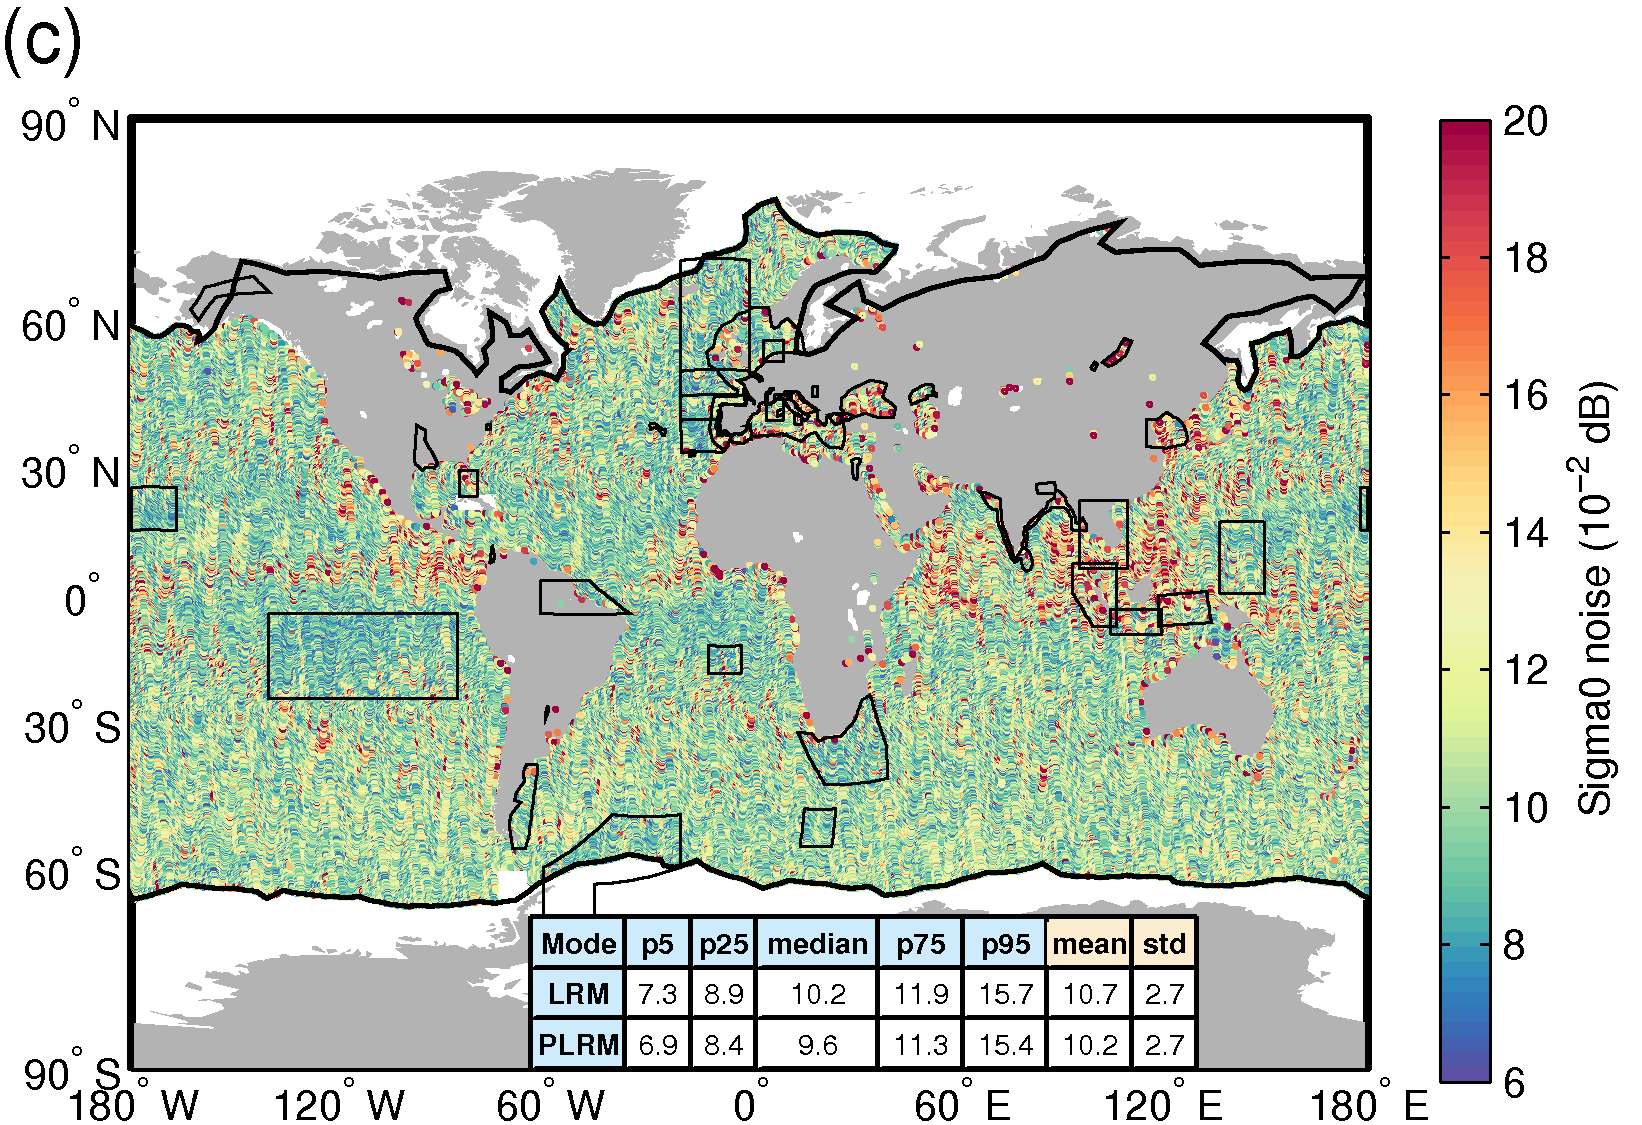 (c)
90° N
60° N
30° N
0°
30° S
60° S
90° S
180° W 120° W 60° W 0° 60° E 120° E 180° E
20
18
16
14
12
10
8
6
Sigma0 noise (10⁻² dB)
Mode p5 p25 median p75 p95 mean std
LRM 7.3 8.9 10.2 11.9 15.7 10.7 2.7
PLRM 6.9 8.4 9.6 11.3 15.4 10.2 2.7